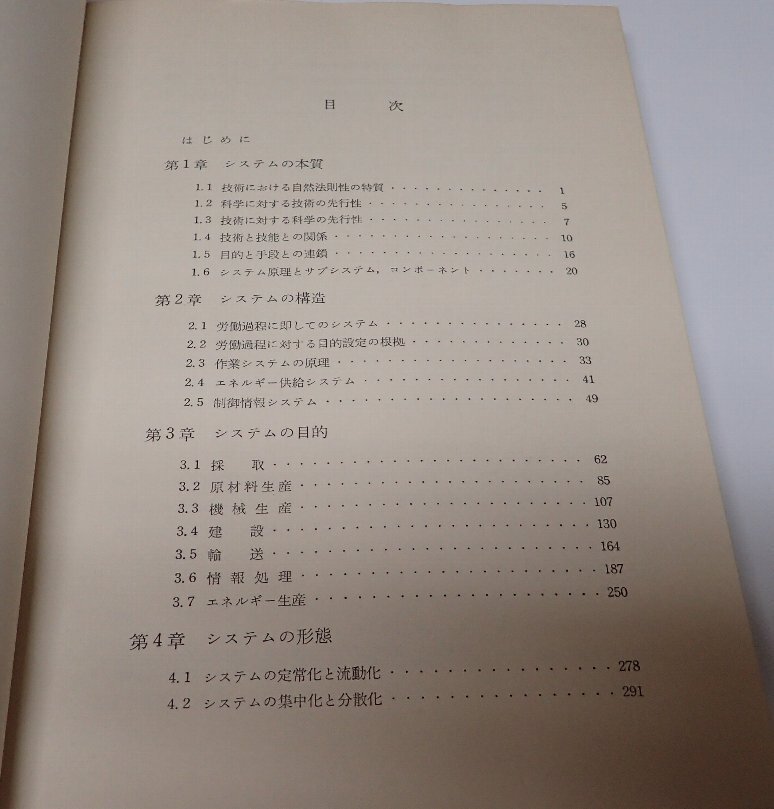 目　次
はじめに
第1章　システムの本質
1.1 技術における自然法則性の特質 ・・・・・・・・・・・・・ 1
1.2 科学に対する技術の先行性 ・・・・・・・・・・・・・・・ 5
1.3 技術に対する科学の先行性 ・・・・・・・・・・・・・・・ 7
1.4 技術と技能との関係 ・・・・・・・・・・・・・・・・・ 10
1.5 目的と手段との連鎖 ・・・・・・・・・・・・・・・・・ 16
1.6 システム原理とサブシステム，コンポーネント ・・・・・・・ 20
第2章　システムの構造
2.1 労働過程に即してのシステム ・・・・・・・・・・・・・・ 28
2.2 労働過程に対する目的設定の根拠 ・・・・・・・・・・・・ 30
2.3 作業システムの原理 ・・・・・・・・・・・・・・・・・ 33
2.4 エネルギー供給システム ・・・・・・・・・・・・・・・ 41
2.5 制御情報システム ・・・・・・・・・・・・・・・・・・ 49
第3章　システムの目的
3.1 採　取 ・・・・・・・・・・・・・・・・・・・・・・ 62
3.2 原材料生産 ・・・・・・・・・・・・・・・・・・・・ 85
3.3 機械生産 ・・・・・・・・・・・・・・・・・・・・ 107
3.4 建　設 ・・・・・・・・・・・・・・・・・・・・・ 130
3.5 輸　送 ・・・・・・・・・・・・・・・・・・・・・ 164
3.6 情報処理 ・・・・・・・・・・・・・・・・・・・・ 187
3.7 エネルギー生産 ・・・・・・・・・・・・・・・・・・ 250
第4章　システムの形態
4.1 システムの定常化と流動化 ・・・・・・・・・・・・・・ 278
4.2 システムの集中化と分散化 ・・・・・・・・・・・・・・ 291